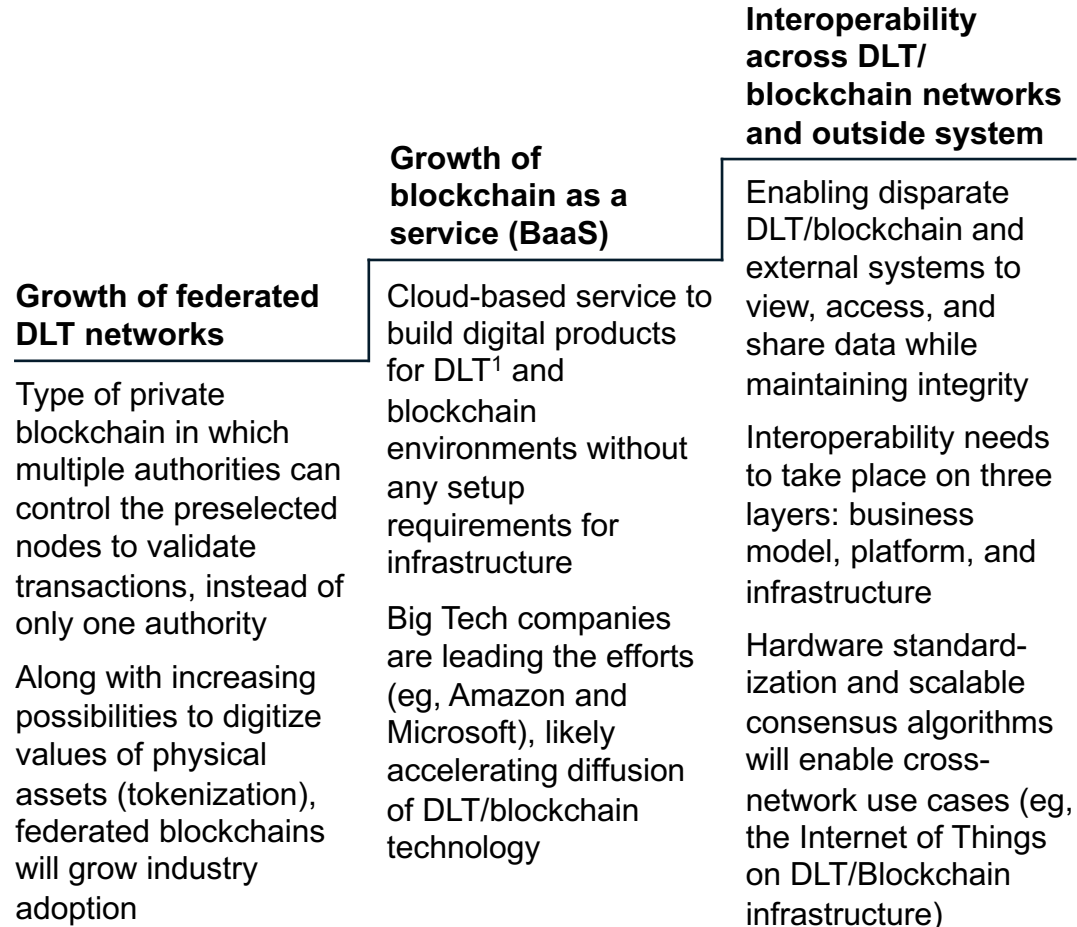 Growth of federated
DLT networks
Type of private
blockchain in which
multiple authorities can
control the preselected
nodes to validate
transactions, instead of
only one authority
Along with increasing
possibilities to digitize
values of physical
assets (tokenization),
federated blockchains
will grow industry
adoption
Growth of
blockchain as a
service (BaaS)
Cloud-based service to
build digital products
for DLT¹ and
blockchain
environments without
any setup
requirements for
infrastructure
Big Tech companies
are leading the efforts
(eg, Amazon and
Microsoft), likely
accelerating diffusion
of DLT/blockchain
technology
Interoperability
across DLT/
blockchain networks
and outside system
Enabling disparate
DLT/blockchain and
external systems to
view, access, and
share data while
maintaining integrity
Interoperability needs
to take place on three
layers: business
model, platform, and
infrastructure
Hardware standard-
ization and scalable
consensus algorithms
will enable cross-
network use cases (eg,
the Internet of Things
on DLT/Blockchain
infrastructure)